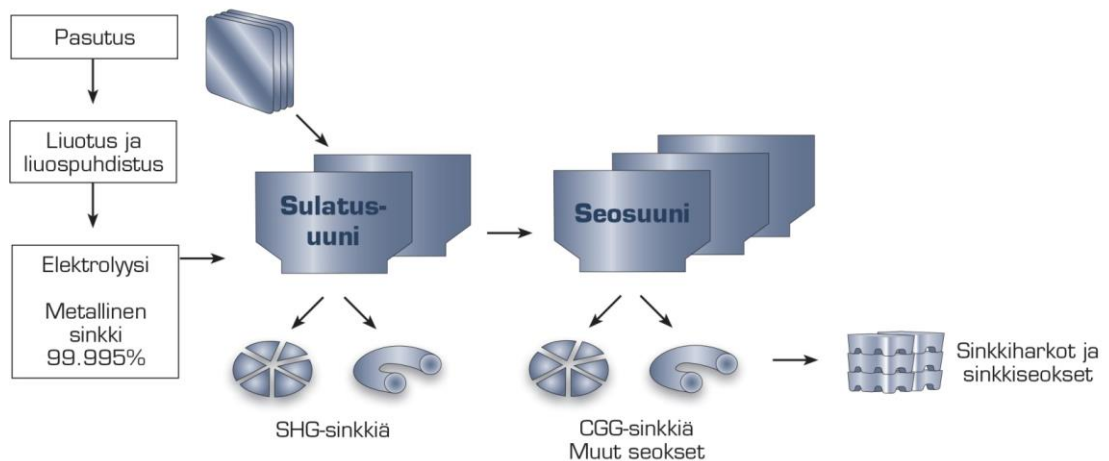 Pasutus
Liuotus ja
liuospuhdistus
Elektrolyysi
Metallinen
sinkki
99.995%
Sulatus-
uuni
Seosuuni
SHG-sinkkiä
CGG-sinkkiä
Muut seokset
Sinkkiharkot ja
sinkkiseokset